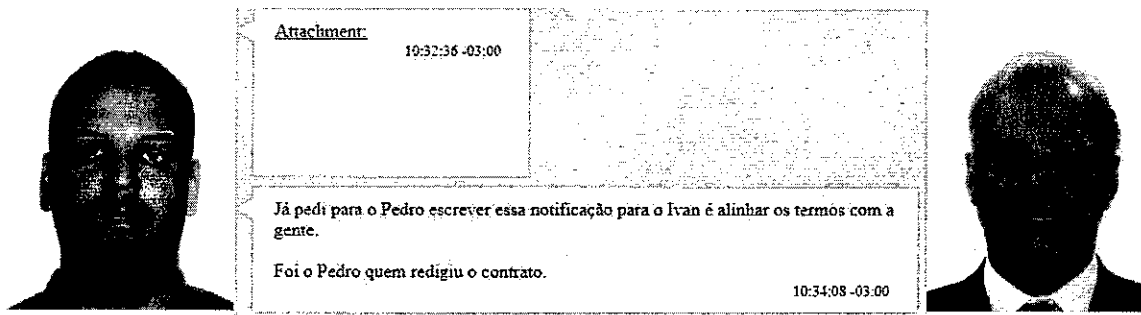 Attachment:
10:32:36 -03:00
Já pedi para o Pedro escrever essa notificação para o Ivan é alinhar os termos com a
gente.
Foi o Pedro quem redigiu o contrato.
10:34:08 -03:00